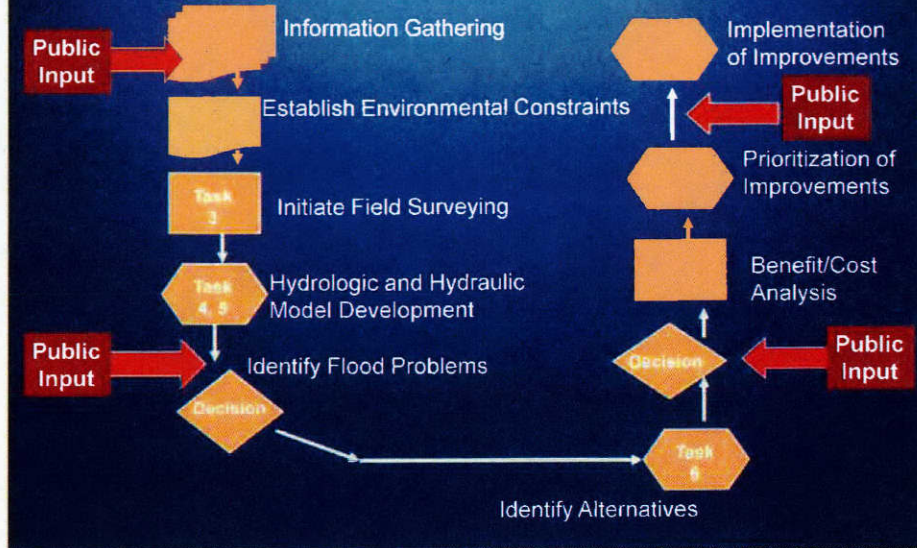 Public
Input
Information Gathering
Establish Environmental Constraints
Task
3
Initiate Field Surveying
Task
4, 5
Hydrologic and Hydraulic
Model Development
Public
Input
Identify Flood Problems
Decision
Task
6
Identify Alternatives
Decision
Public
Input
Benefit/Cost
Analysis
Prioritization of
Improvements
Public
Input
Implementation
of Improvements